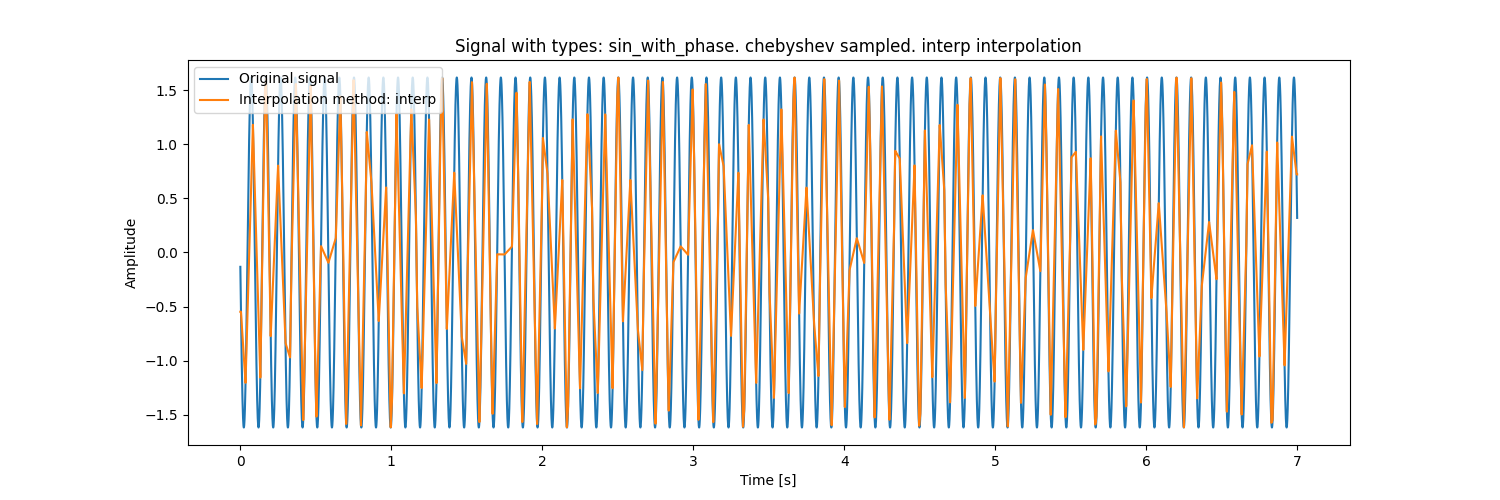 Signal with types: sin_with_phase. chebyshev sampled. interp interpolation
Original signal
Interpolation method: interp
Amplitude
1.5
1.0
0.5
0.0
−0.5
−1.0
−1.5
0 1 2 3 4 5 6 7
Time [s]